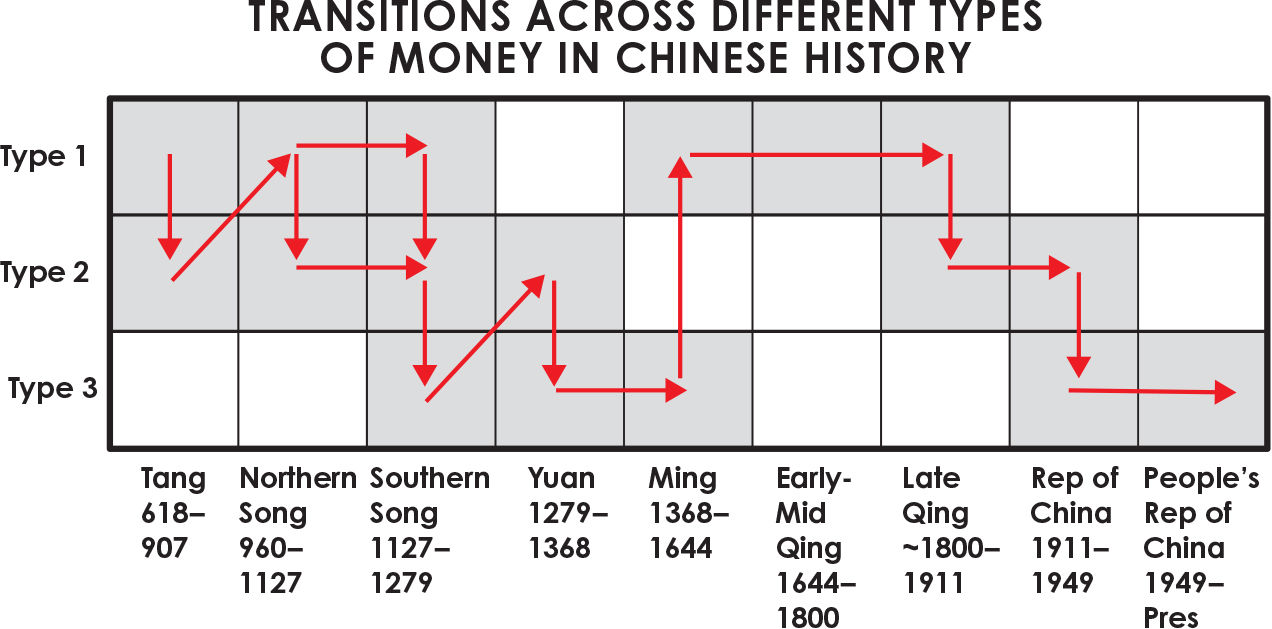 TRANSITIONS ACROSS DIFFERENT TYPES
OF MONEY IN CHINESE HISTORY
Type 1
Type 2
Type 3
Tang
618–
907
Northern
Song
960–
1127
Southern
Song
1127–
1279
Yuan
1279–
1368
Ming
1368–
1644
Early-
Mid
Qing
1644–
1800
Late
Qing
~1800–
1911
Rep of
China
1911–
1949
People’s
Rep of
China
1949–
Pres